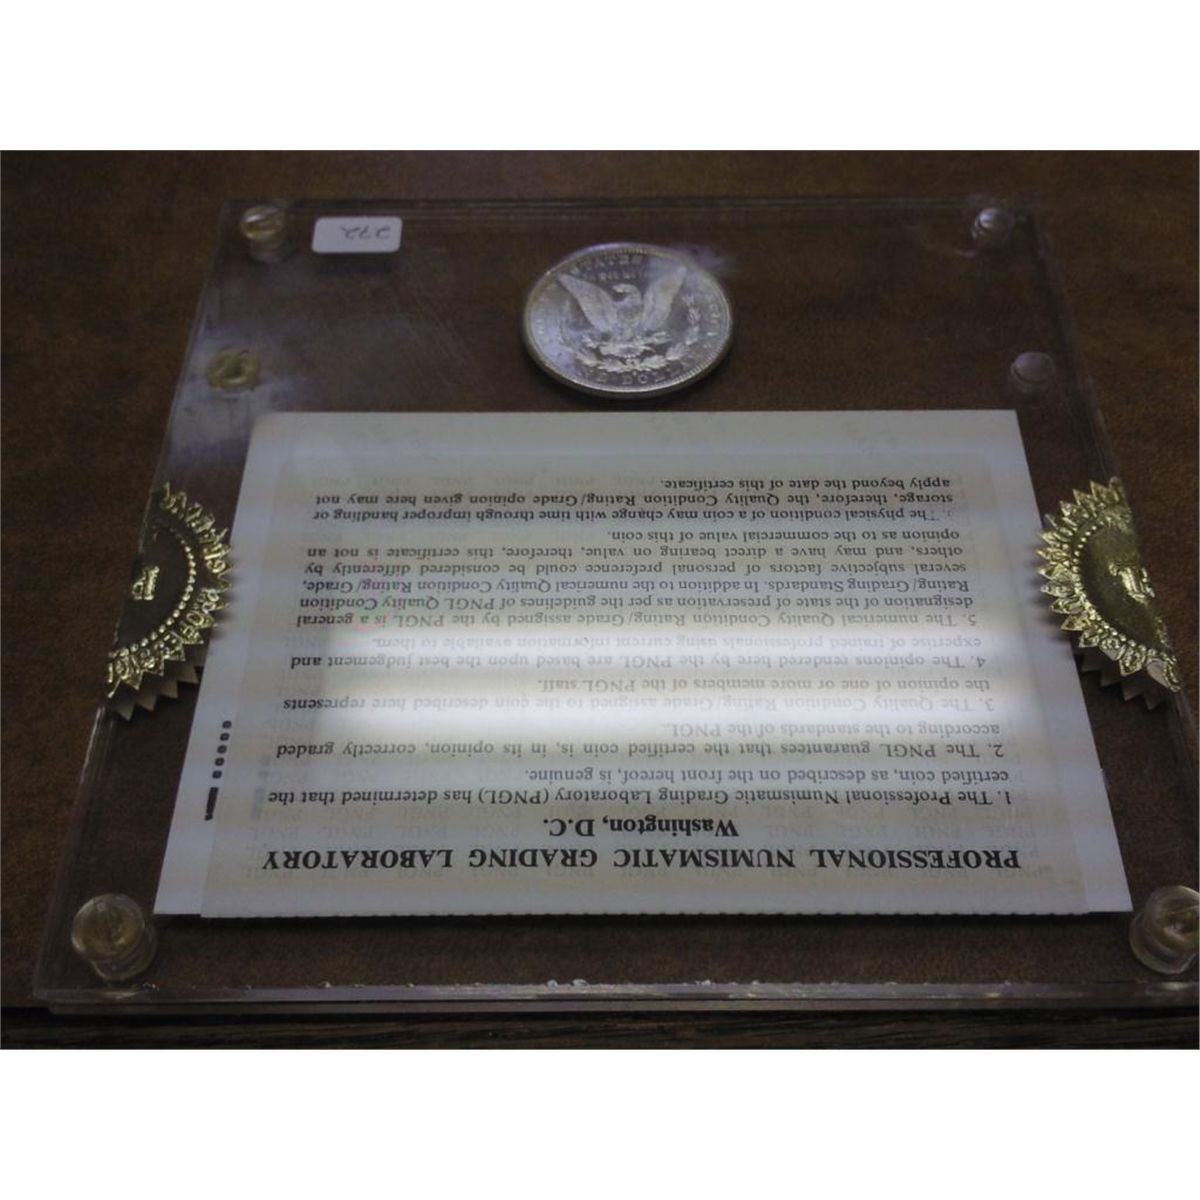 PROFESSIONAL NUMISMATIC GRADING LABORATORY
Washington, D.C.
1. The Professional Numismatic Grading Laboratory (PNGL) has determined that the
certified coin, as described on the front hereof, is genuine.
2. The PNGL guarantees that the certified coin is, in its opinion, correctly graded
according to the standards of the PNGL.
3. The Quality Condition Rating/Grade assigned to the coin described here represents
the opinion of one or more members of the PNGL staff.
4. The opinions rendered here by the PNGL are based upon the best judgement and
expertise of trained professionals using current information available to them.
5. The numerical Quality Condition Rating/Grade assigned by the PNGL is a general
designation of the state of preservation as per the guidelines of PNGL Quality Condition
Rating/Grading Standards. In addition to the numerical Quality Condition Rating/Grade,
several subjective factors of personal preference could be considered differently by
others, and may have a direct bearing on value, therefore, this certificate is not an
opinion as to the commercial value of this coin.
The physical condition of a coin may change with time through improper handling or
storage, therefore, the Quality Condition Rating/Grade opinion given here may not
apply beyond the date of this certificate.
272